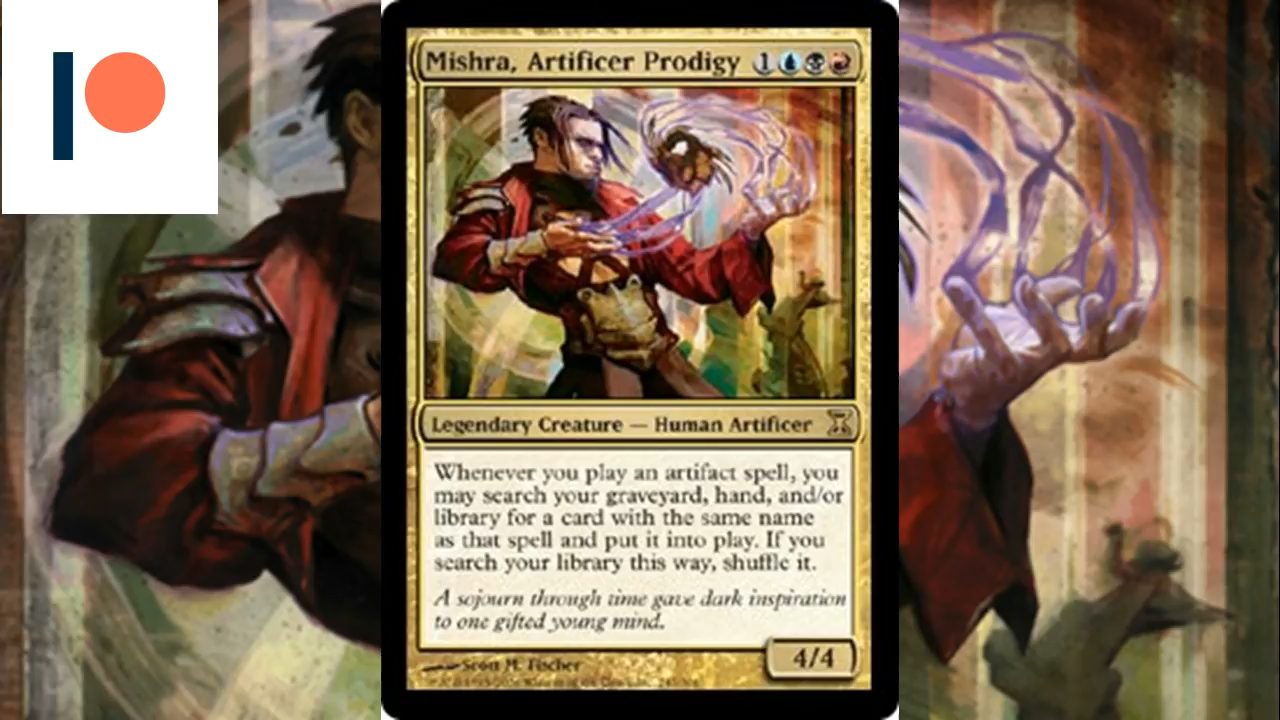 Mishra, Artificer Prodigy 1
Legendary Creature — Human Artificer
Whenever you play an artifact spell, you
may search your graveyard, hand, and/or
library for a card with the same name
as that spell and put it into play. If you
search your library this way, shuffle it.
A sojourn through time gave dark inspiration
to one gifted young mind.
Scott M. Fischer
4/4